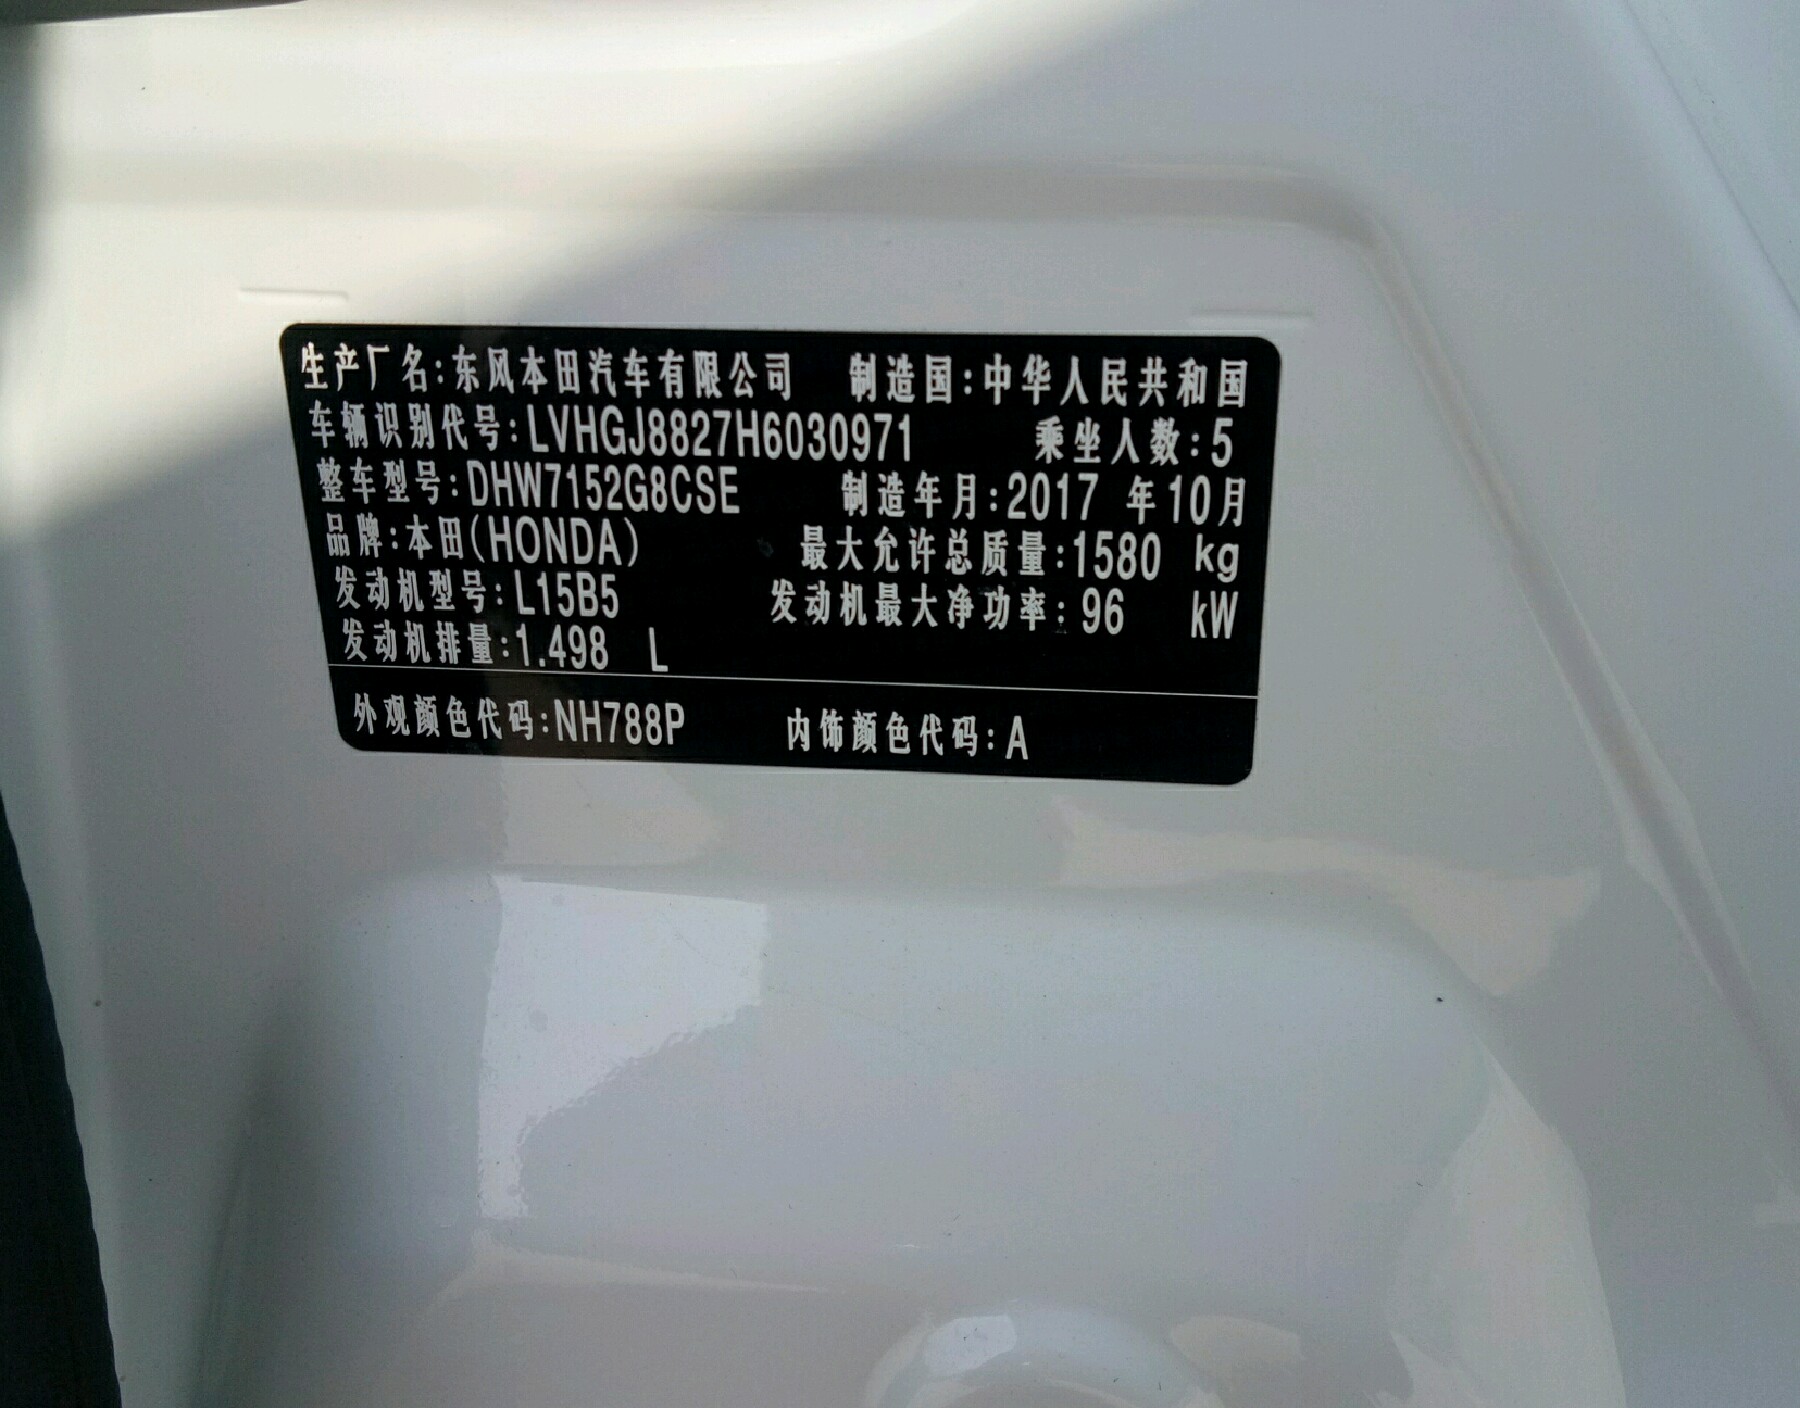 生产厂名:东风本田汽车有限公司 制造国:中华人民共和国
车辆识别代号:LVHGJ8827H6030971 乘坐人数:5
整车型号:DHW7152G8CSE 制造年月:2017 年10月
品牌:本田(HONDA) 最大允许总质量:1580 kg
发动机型号:L15B5 发动机最大净功率:96 kW
发动机排量:1.498 L
外观颜色代码:NH788P 内饰颜色代码:A